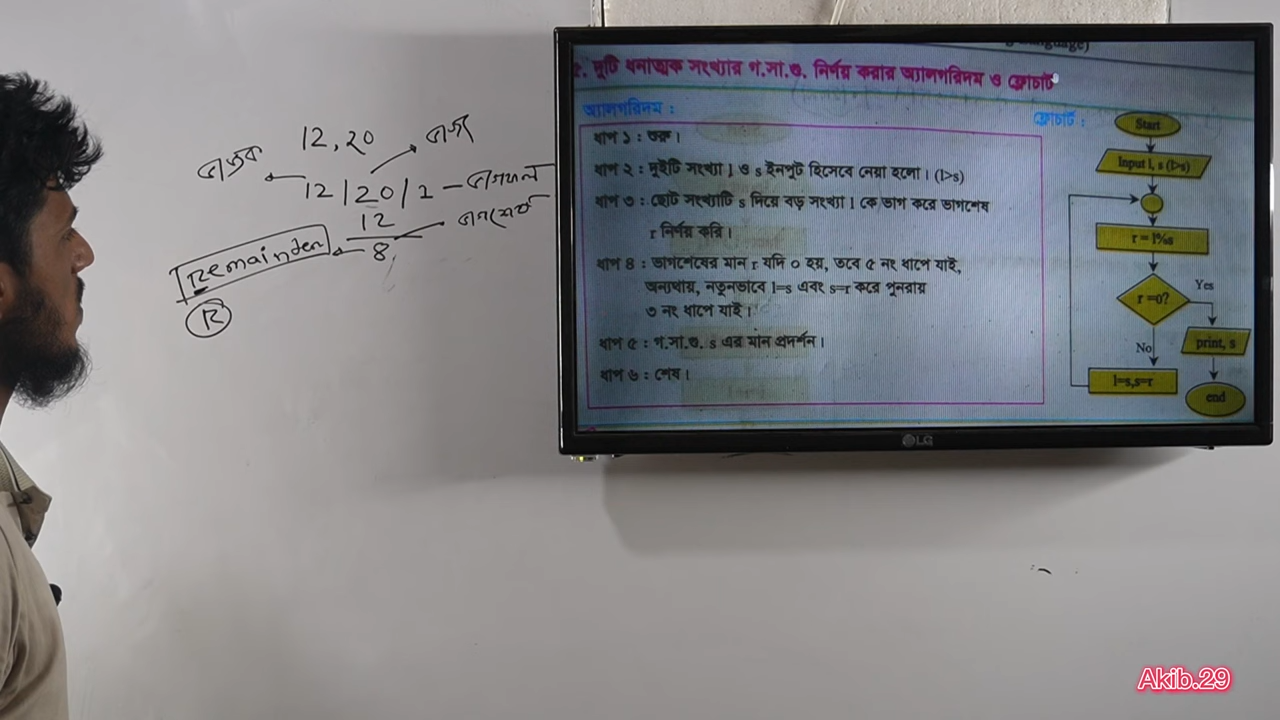 12,20
ভাজক
ভাজ্য
12 | 20 | 1 — ভাগফল
12
ভাগশেষ
8
Remainder
R
৫. দুটি ধনাত্মক সংখ্যার গ.সা.গু. নির্ণয় করার অ্যালগরিদম ও ফ্লোচার্ট
অ্যালগরিদম :
ধাপ ১ : শুরু।
ধাপ ২ : দুইটি সংখ্যা l ও s ইনপুট হিসেবে নেয়া হলো। (l>s)
ধাপ ৩ : ছোট সংখ্যাটি s দিয়ে বড় সংখ্যা l কে ভাগ করে ভাগশেষ
r নির্ণয় করি।
ধাপ ৪ : ভাগশেষের মান r যদি ০ হয়, তবে ৫ নং ধাপে যাই,
অন্যথায়, নতুনভাবে l=s এবং s=r করে পুনরায়
৩ নং ধাপে যাই।
ধাপ ৫ : গ.সা.গু. s এর মান প্রদর্শন।
ধাপ ৬ : শেষ।
ফ্লোচার্ট :
Start
Input l, s (l>s)
r = l%s
r =0?
Yes
print, s
No
l=s,s=r
end
LG
Akib.29